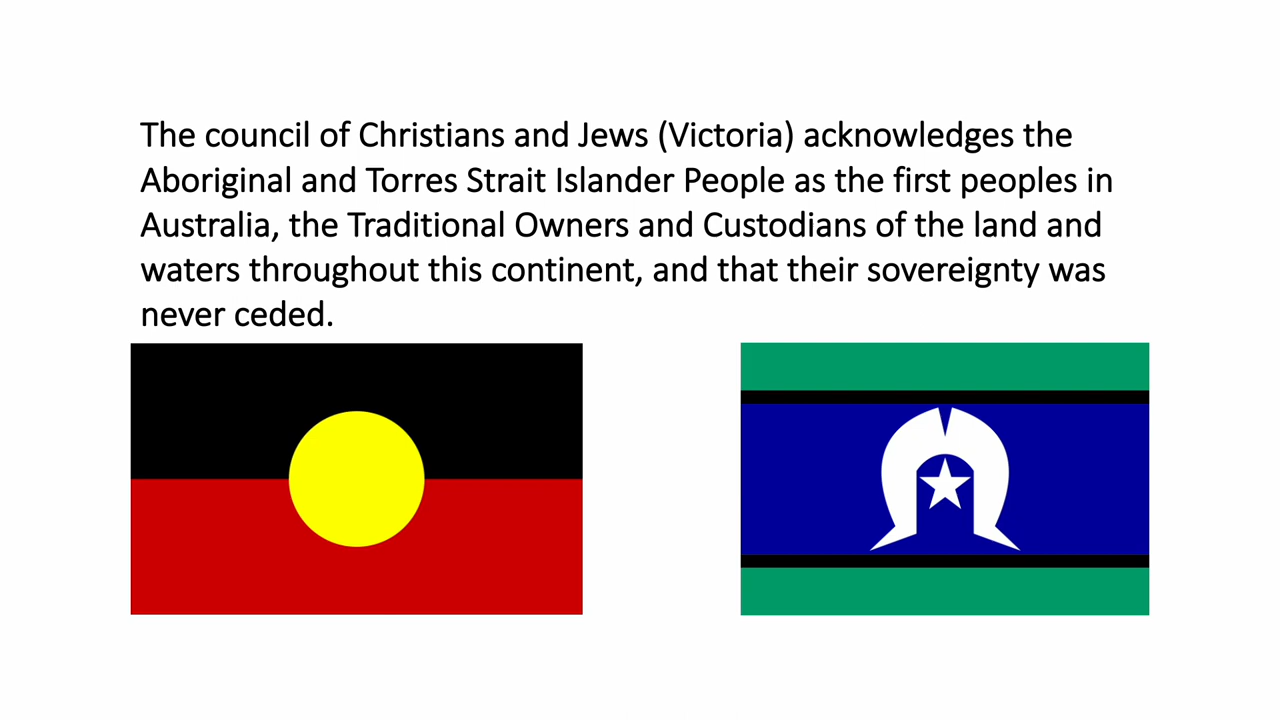 The council of Christians and Jews (Victoria) acknowledges the
Aboriginal and Torres Strait Islander People as the first peoples in
Australia, the Traditional Owners and Custodians of the land and
waters throughout this continent, and that their sovereignty was
never ceded.